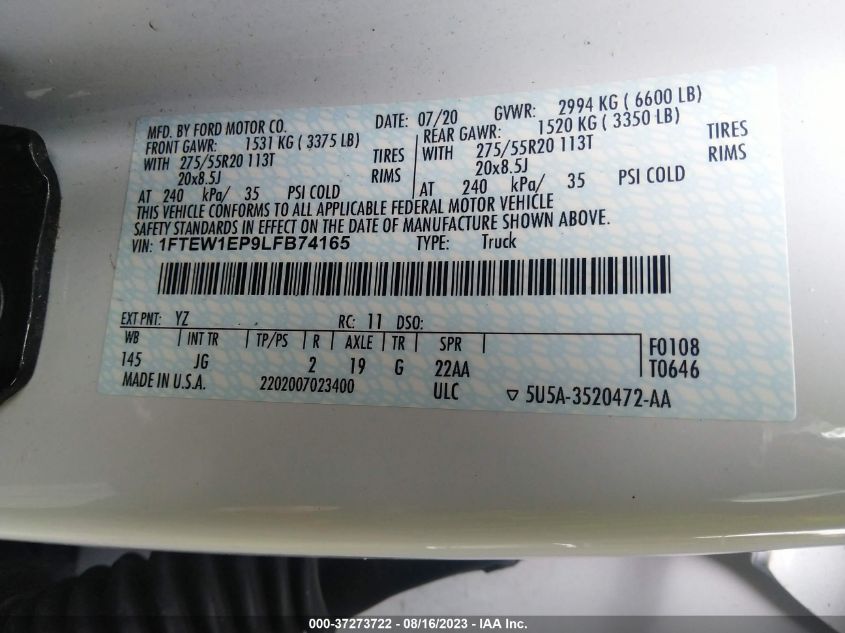 MFD. BY FORD MOTOR CO. DATE: 07/20 GVWR: 2994 KG ( 6600 LB)
FRONT GAWR: 1531 KG ( 3375 LB) REAR GAWR: 1520 KG ( 3350 LB)
WITH 275/55R20 113T TIRES WITH 275/55R20 113T TIRES
20x8.5J RIMS 20x8.5J RIMS
AT 240 kPa/ 35 PSI COLD AT 240 kPa/ 35 PSI COLD
THIS VEHICLE CONFORMS TO ALL APPLICABLE FEDERAL MOTOR VEHICLE
SAFETY STANDARDS IN EFFECT ON THE DATE OF MANUFACTURE SHOWN ABOVE.
VIN: 1FTEW1EP9LFB74165 TYPE: Truck
EXT PNT: YZ RC: 11 DSO:
WB INT TR TP/PS R AXLE TR SPR F0108
145 JG 2 19 G 22AA T0646
MADE IN U.S.A. 2202007023400 ULC ▽ 5U5A-3520472-AA
000-37273722 - 08/16/2023 - IAA Inc.